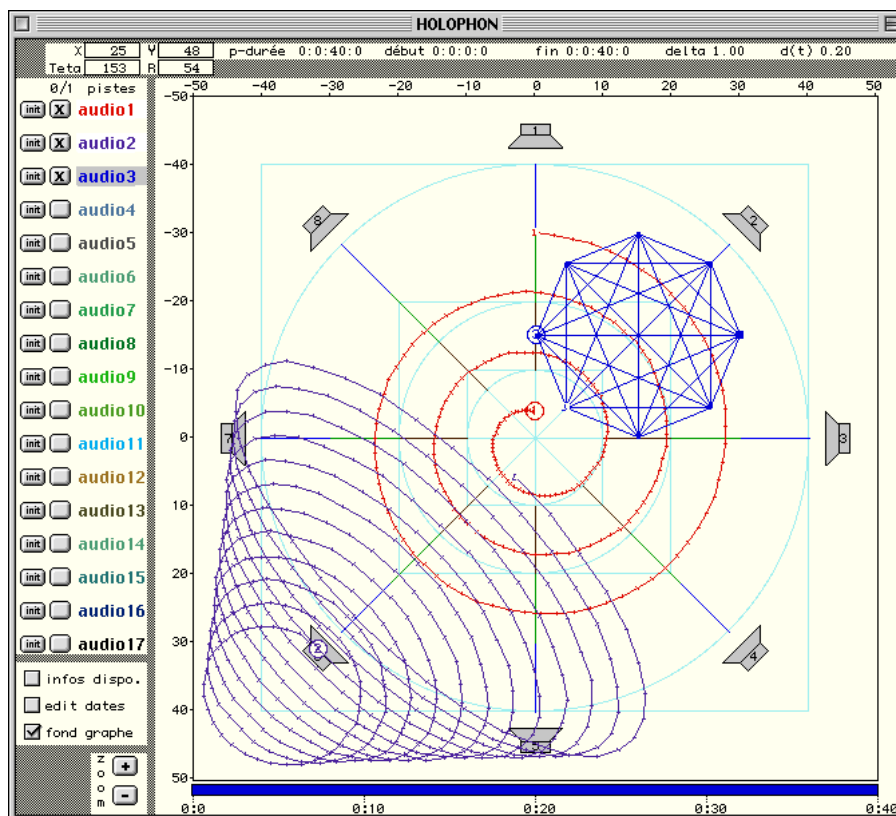 HOLOPHON
X 25 Y 48 p-durée 0:0:40:0 début 0:0:0:0 fin 0:0:40:0 delta 1.00 d(t) 0.20
Teta 153 R 54
0/1 pistes
-50 -40 -30 -20 -10 0 10 20 30 40 50
-50
init X audio1
1
init X audio2
-40
init X audio3
init audio4
8 2
-30
1
init audio5
init audio6
-20
init audio7
3
init audio8
-10
init audio9
1
3
init audio10
7 0 3
init audio11
init audio12
10
init audio13
init audio14
20
init audio15
init audio16
30
init audio17
2
4
infos dispo.
edit dates
40
fond graphe
5
zoom + -
50
0:0 0:10 0:20 0:30 0:40